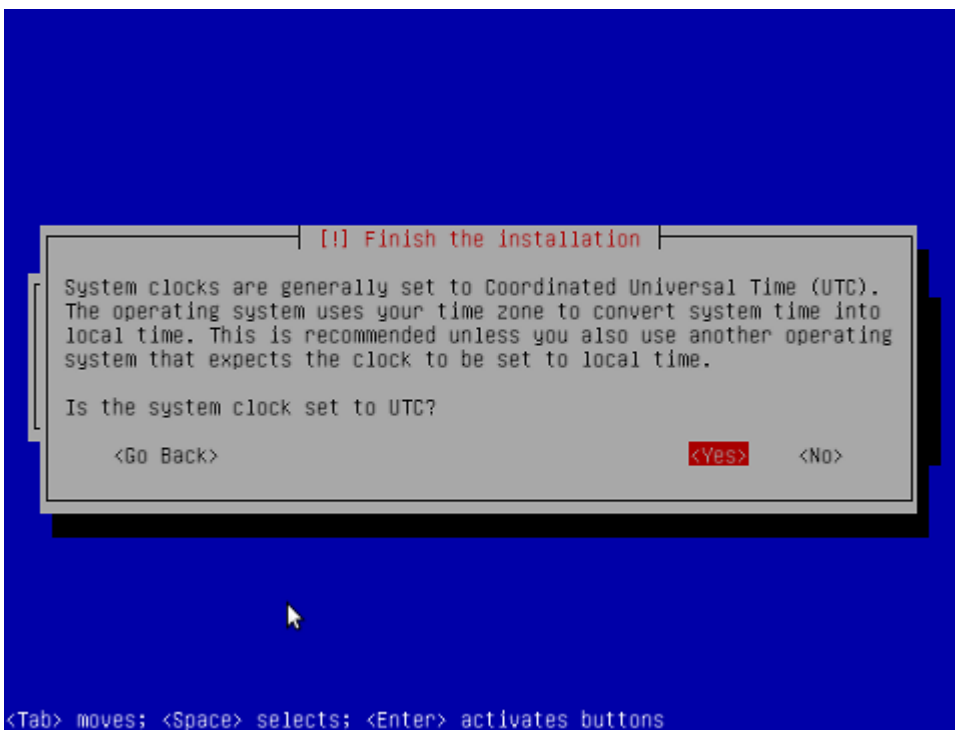 [!] Finish the installation
System clocks are generally set to Coordinated Universal Time (UTC).
The operating system uses your time zone to convert system time into
local time. This is recommended unless you also use another operating
system that expects the clock to be set to local time.
Is the system clock set to UTC?
<Go Back> <Yes> <No>
<Tab> moves; <Space> selects; <Enter> activates buttons